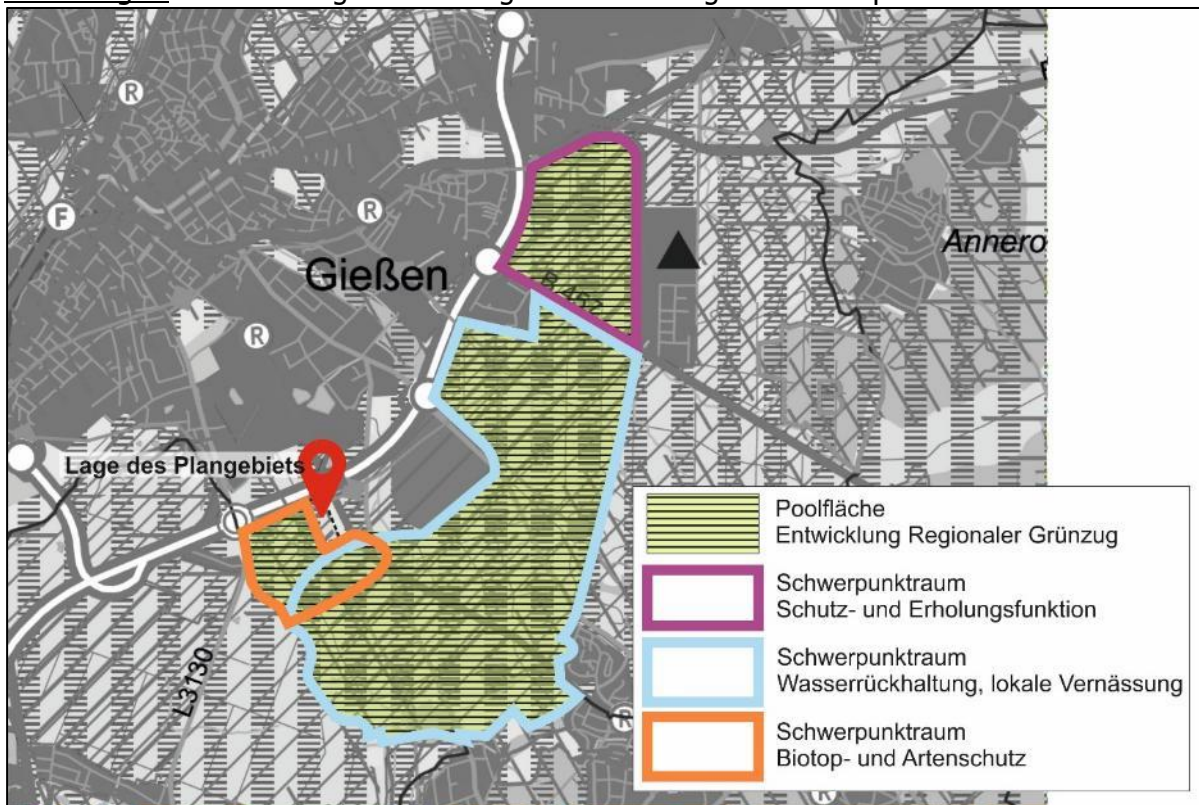 R
F
R
Gießen
B 457
Annero
R
Lage des Plangebiets
L3130
R
R
Poolfläche
Entwicklung Regionaler Grünzug
Schwerpunktraum
Schutz- und Erholungsfunktion
Schwerpunktraum
Wasserrückhaltung, lokale Vernässung
Schwerpunktraum
Biotop- und Artenschutz